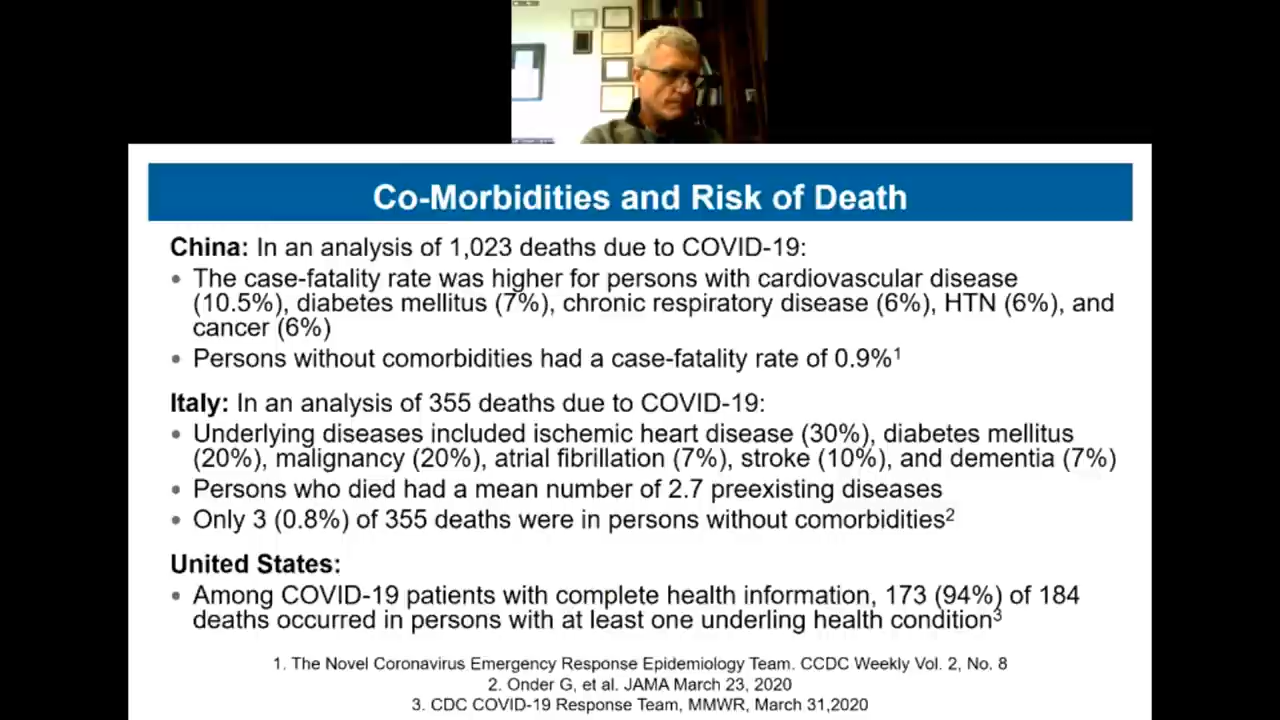 Co-Morbidities and Risk of Death
China: In an analysis of 1,023 deaths due to COVID-19:
• The case-fatality rate was higher for persons with cardiovascular disease
(10.5%), diabetes mellitus (7%), chronic respiratory disease (6%), HTN (6%), and
cancer (6%)
• Persons without comorbidities had a case-fatality rate of 0.9%¹
Italy: In an analysis of 355 deaths due to COVID-19:
• Underlying diseases included ischemic heart disease (30%), diabetes mellitus
(20%), malignancy (20%), atrial fibrillation (7%), stroke (10%), and dementia (7%)
• Persons who died had a mean number of 2.7 preexisting diseases
• Only 3 (0.8%) of 355 deaths were in persons without comorbidities²
United States:
• Among COVID-19 patients with complete health information, 173 (94%) of 184
deaths occurred in persons with at least one underling health condition³
1. The Novel Coronavirus Emergency Response Epidemiology Team. CCDC Weekly Vol. 2, No. 8
2. Onder G, et al. JAMA March 23, 2020
3. CDC COVID-19 Response Team, MMWR, March 31,2020